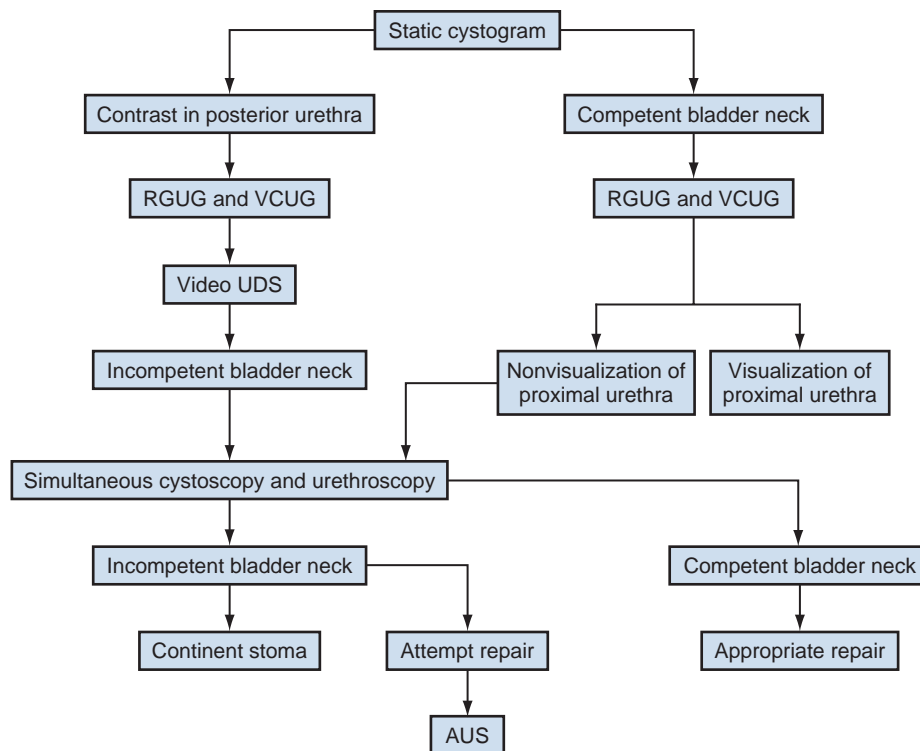 Static cystogram
Contrast in posterior urethra
Competent bladder neck
RGUG and VCUG
RGUG and VCUG
Video UDS
Incompetent bladder neck
Nonvisualization of
proximal urethra
Visualization of
proximal urethra
Simultaneous cystoscopy and urethroscopy
Incompetent bladder neck
Competent bladder neck
Continent stoma
Attempt repair
Appropriate repair
AUS